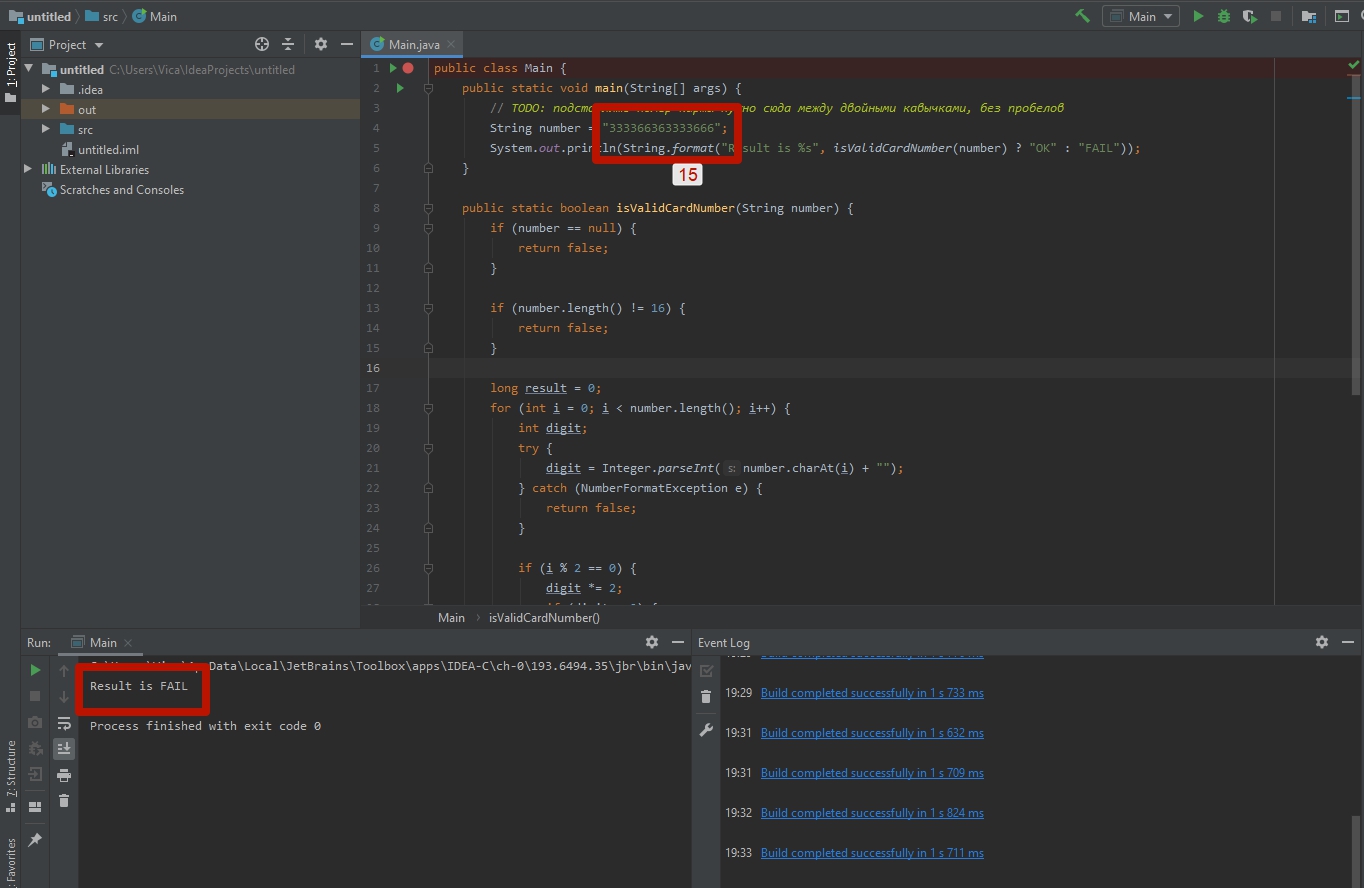 untitled src Main
Main
Project
Main.java
untitled C:\Users\Vica\IdeaProjects\untitled
.idea
out
src
untitled.iml
External Libraries
Scratches and Consoles
1: Project
7: Structure
: Favorites
1 public class Main {
2 public static void main(String[] args) {
3 // TODO: сюда между двойными кавычками, без пробелов
4 String number = "333366363333666";
5 System.out.println(String.format("Result is %s", isValidCardNumber(number) ? "OK" : "FAIL"));
15
6 }
7
8 public static boolean isValidCardNumber(String number) {
9 if (number == null) {
10 return false;
11 }
12
13 if (number.length() != 16) {
14 return false;
15 }
16
17 long result = 0;
18 for (int i = 0; i < number.length(); i++) {
19 int digit;
20 try {
21 digit = Integer.parseInt( s: number.charAt(i) + "");
22 } catch (NumberFormatException e) {
23 return false;
24 }
25
26 if (i % 2 == 0) {
27 digit *= 2;
Main isValidCardNumber()
Run: Main
Data\Local\JetBrains\Toolbox\apps\IDEA-C\ch-0\193.6494.35\jbr\bin\jav
Result is FAIL
Process finished with exit code 0
Event Log
19:29 Build completed successfully in 1 s 733 ms
19:31 Build completed successfully in 1 s 632 ms
19:31 Build completed successfully in 1 s 709 ms
19:32 Build completed successfully in 1 s 824 ms
19:33 Build completed successfully in 1 s 711 ms